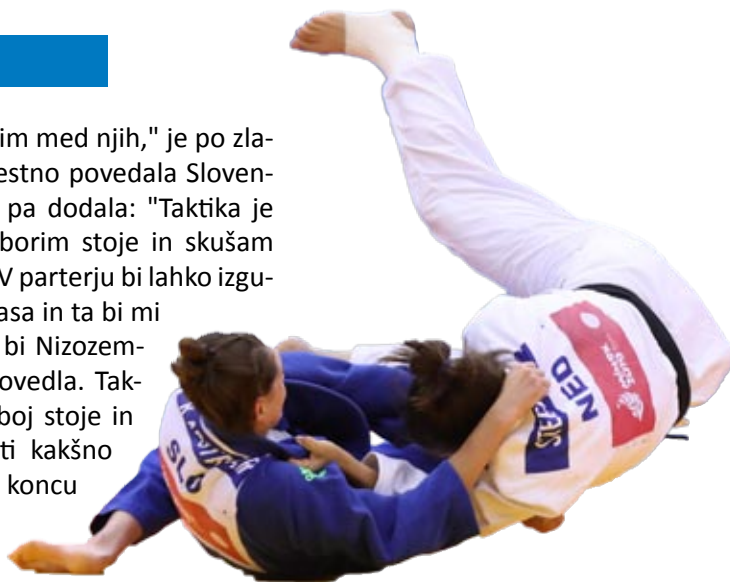 im med njih," je po zla-
estno povedala Sloven-
pa dodala: "Taktika je
borim stoje in skušam
V parterju bi lahko izgu-
asa in ta bi mi
bi Nizozem-
ovedla. Tak-
boj stoje in
ti kakšno
koncu
NED
SLO